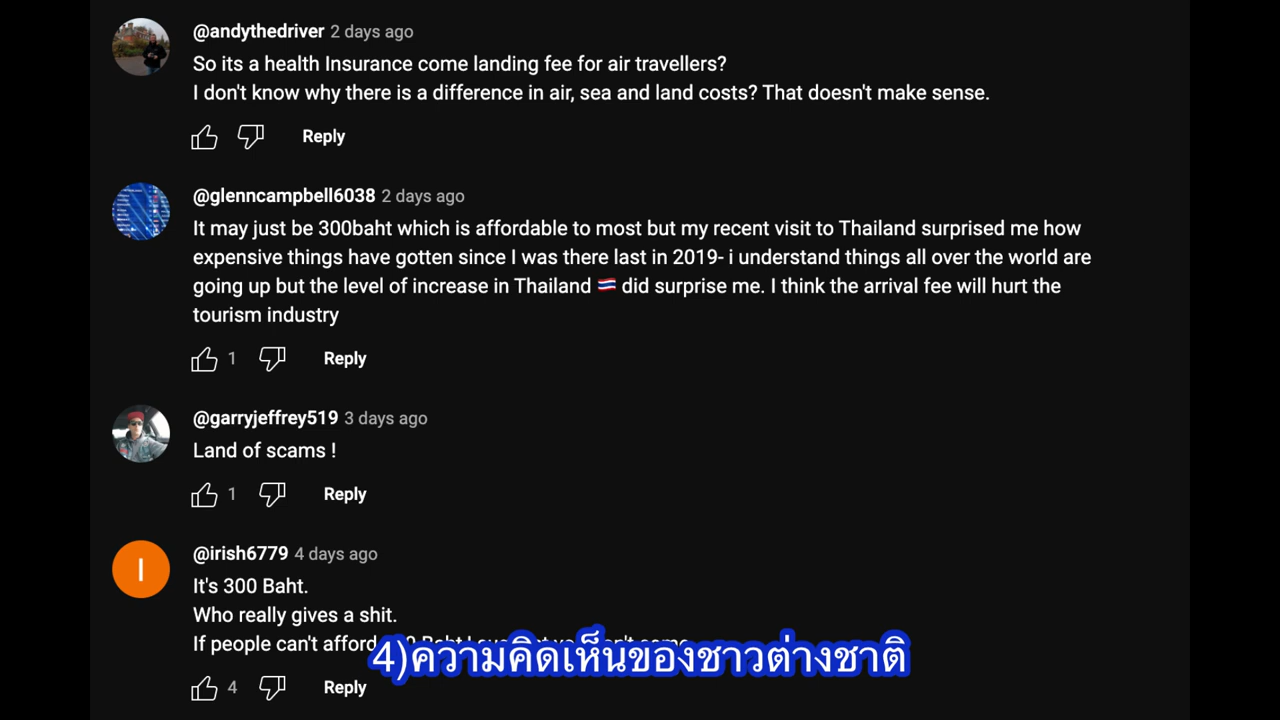 @andythedriver 2 days ago
So its a health Insurance come landing fee for air travellers?
I don't know why there is a difference in air, sea and land costs? That doesn't make sense.
Reply
@glenncampbell6038 2 days ago
It may just be 300baht which is affordable to most but my recent visit to Thailand surprised me how
expensive things have gotten since I was there last in 2019- i understand things all over the world are
going up but the level of increase in Thailand 🇹🇭 did surprise me. I think the arrival fee will hurt the
tourism industry
1 Reply
@garryjeffrey519 3 days ago
Land of scams !
1 Reply
I
@irish6779 4 days ago
It's 300 Baht.
Who really gives a shit.
If people can't afford
4)ความคิดเห็นของชาวต่างชาติ
4 Reply